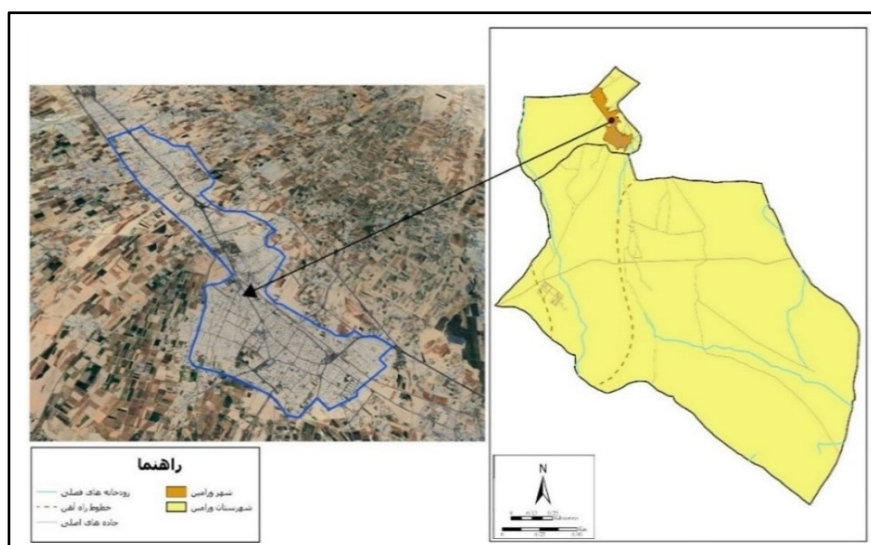 راهنما
شهر ورامین
شهرستان ورامین
رودخانه های فصلی
خطوط راه آهن
جاده های اصلی
N